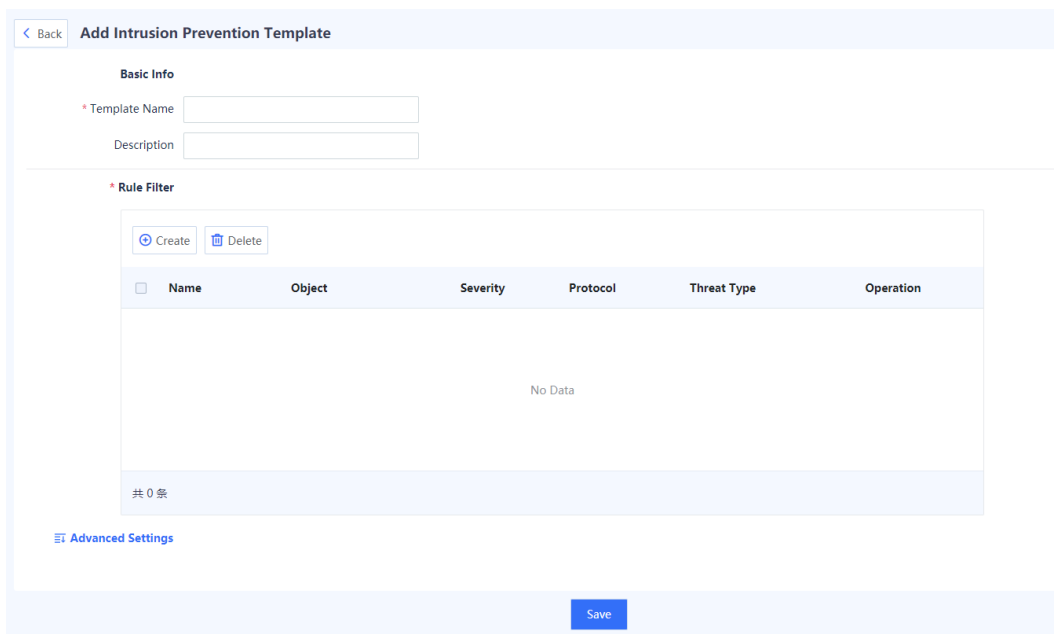 Back Add Intrusion Prevention Template
Basic Info
* Template Name
Description
* Rule Filter
Create Delete
Name Object Severity Protocol Threat Type Operation
No Data
共 0 条
Advanced Settings
Save